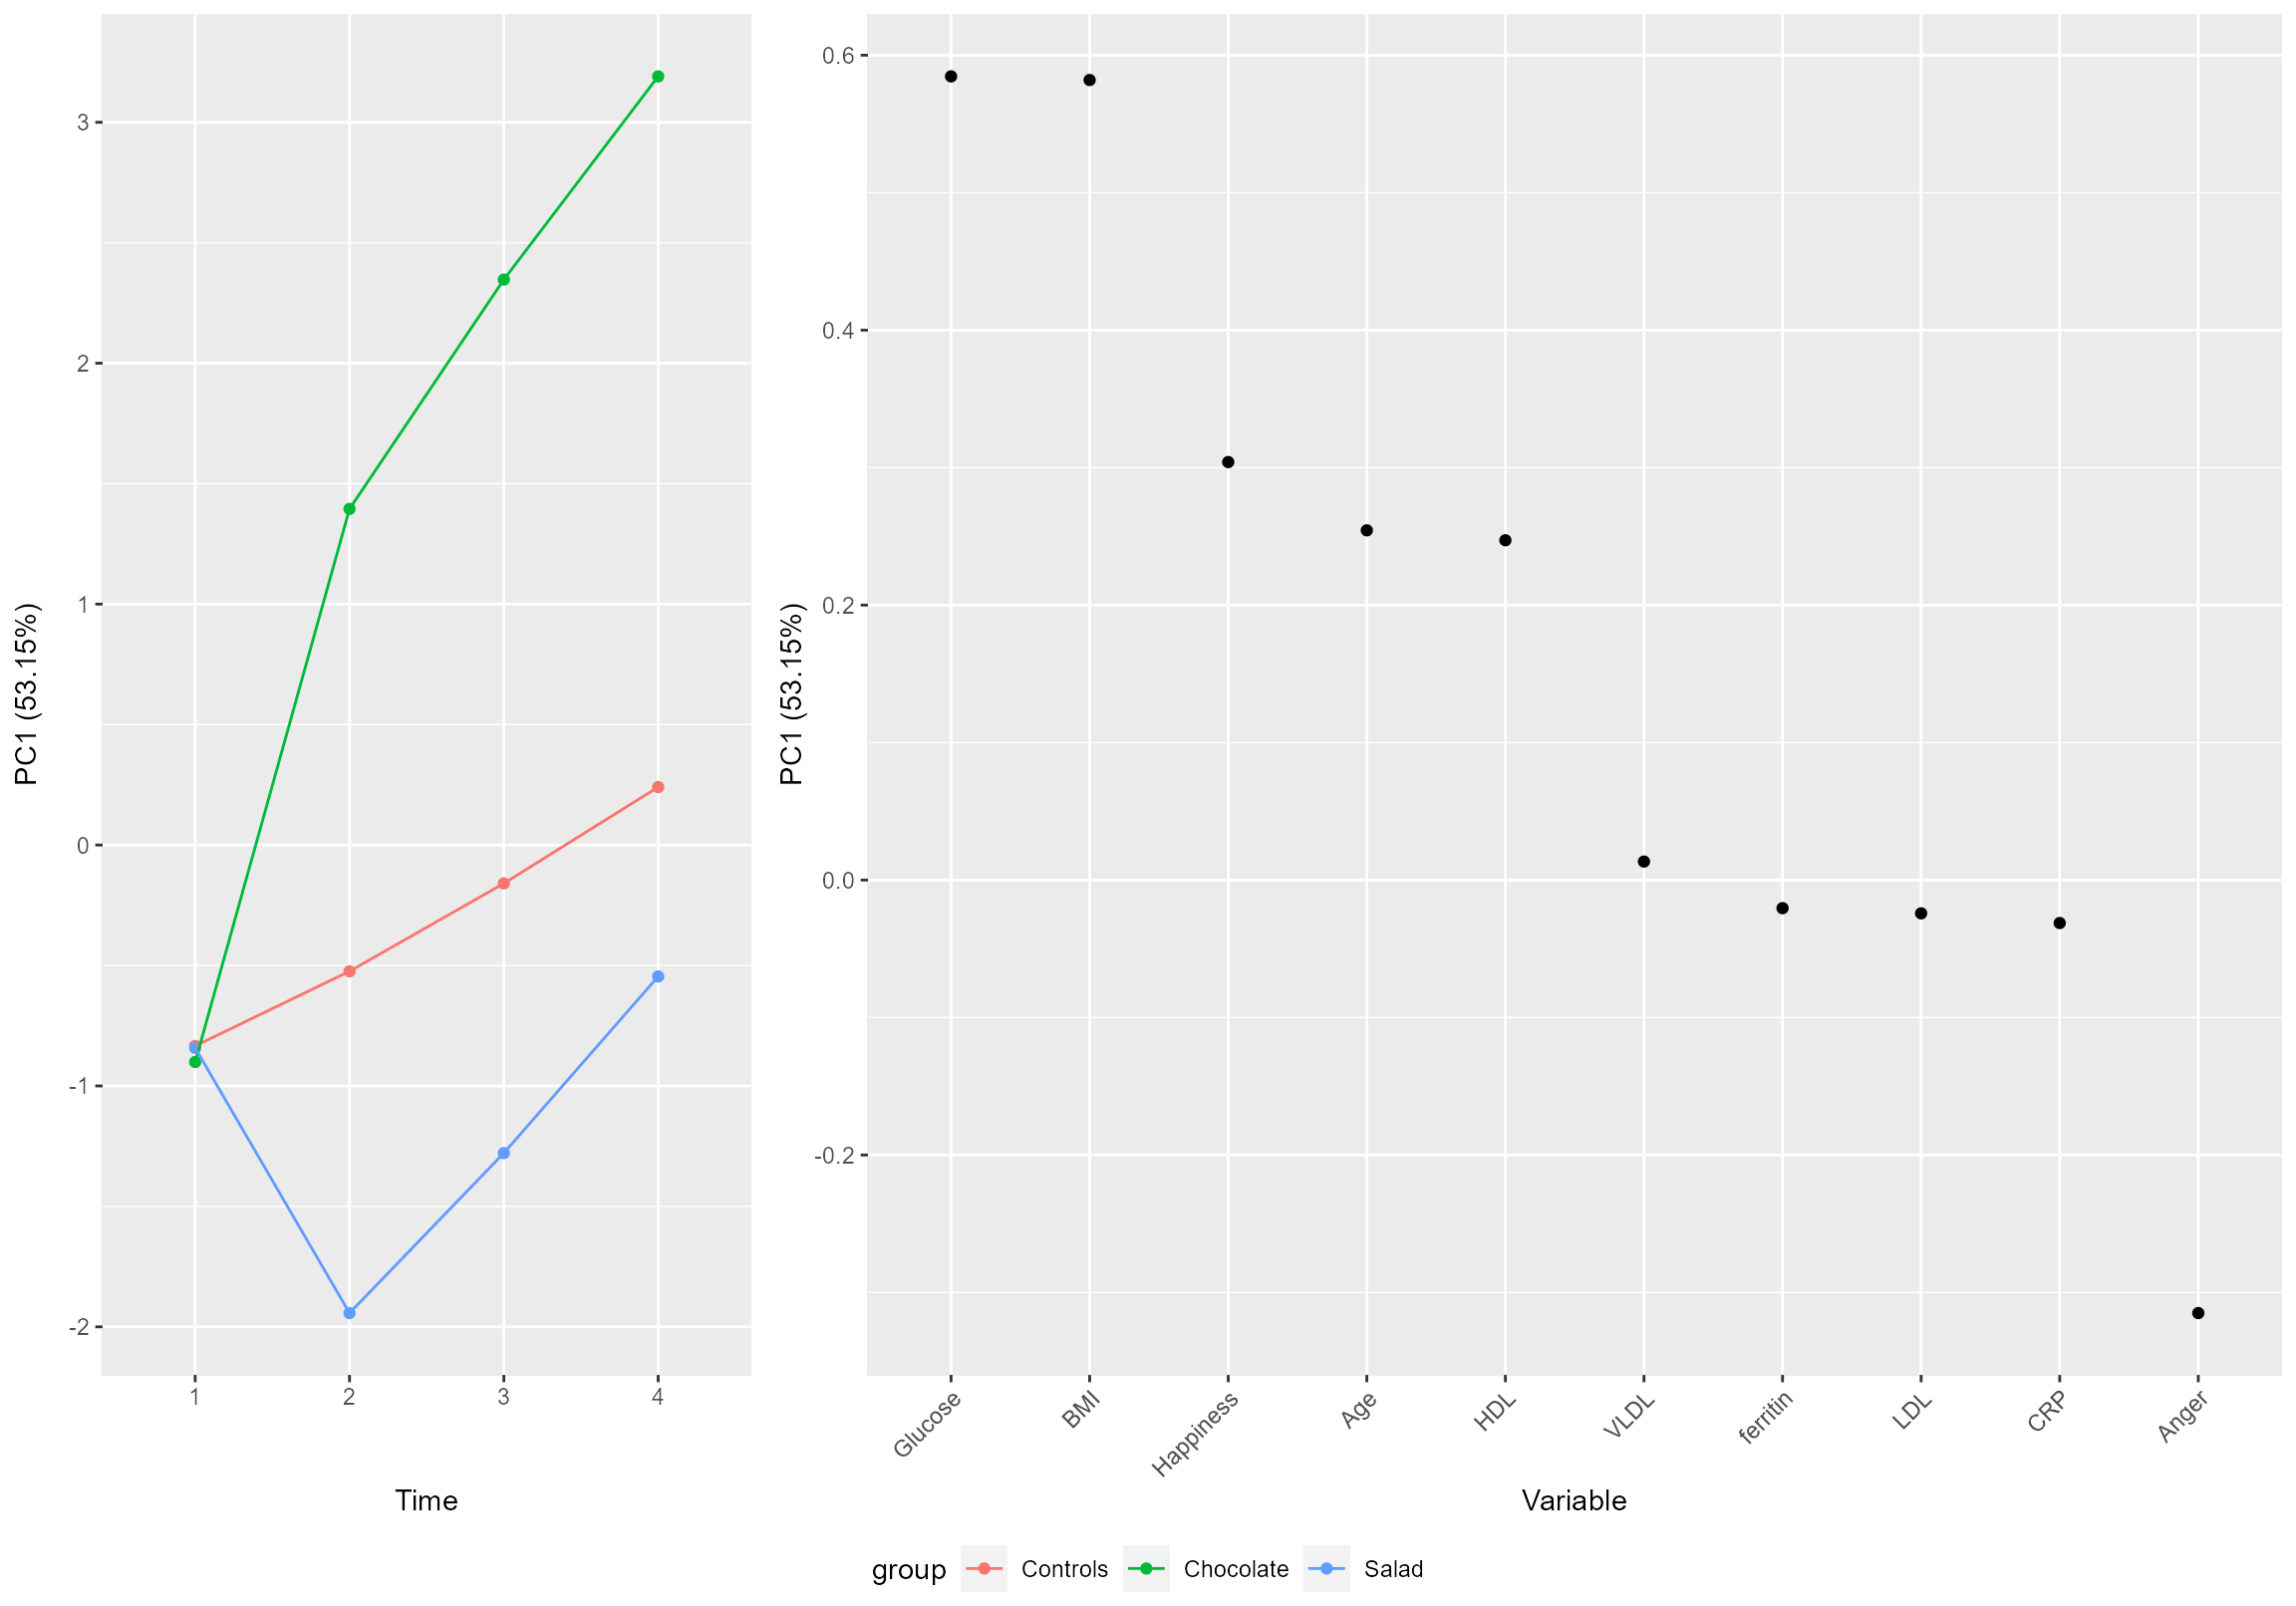 PC1 (53.15%)
3
2
1
0
-1
-2
1 2 3 4
Time
PC1 (53.15%)
0.6
0.4
0.2
0.0
-0.2
Glucose BMI Happiness Age HDL VLDL ferritin LDL CRP Anger
Variable
group Controls Chocolate Salad